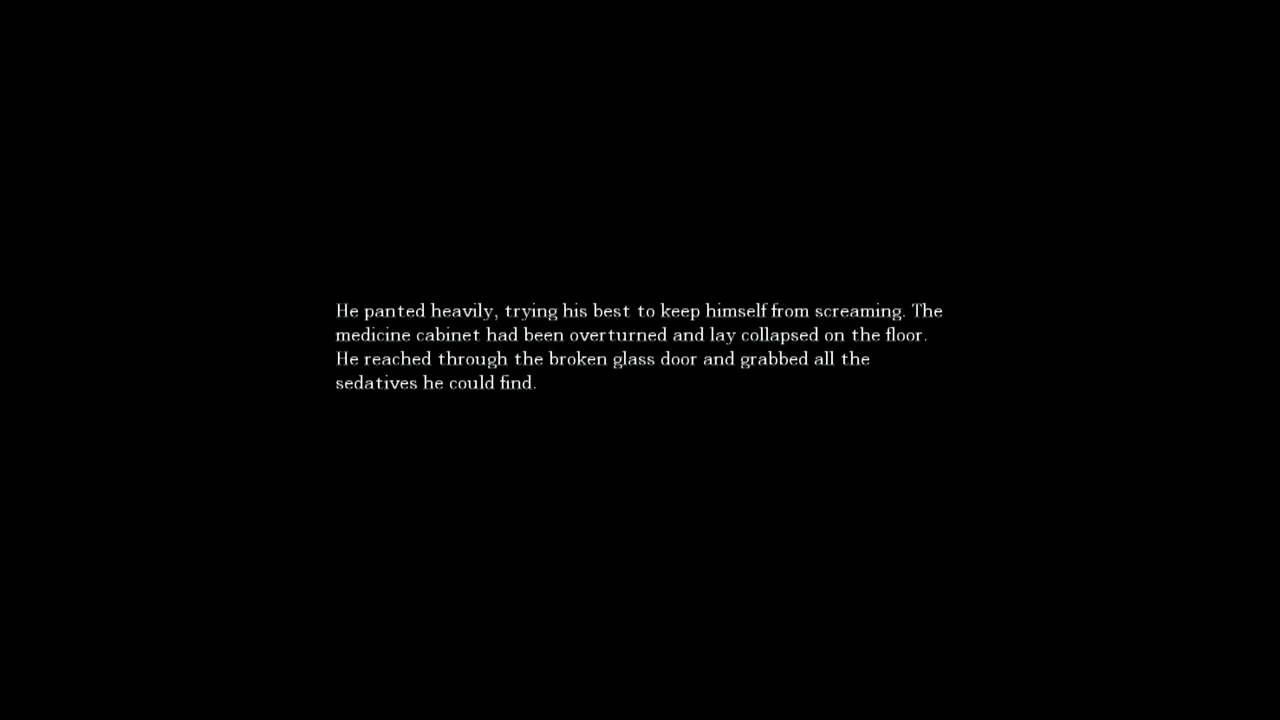 He panted heavily, trying his best to keep himself from screaming. The
medicine cabinet had been overturned and lay collapsed on the floor.
He reached through the broken glass door and grabbed all the
sedatives he could find.